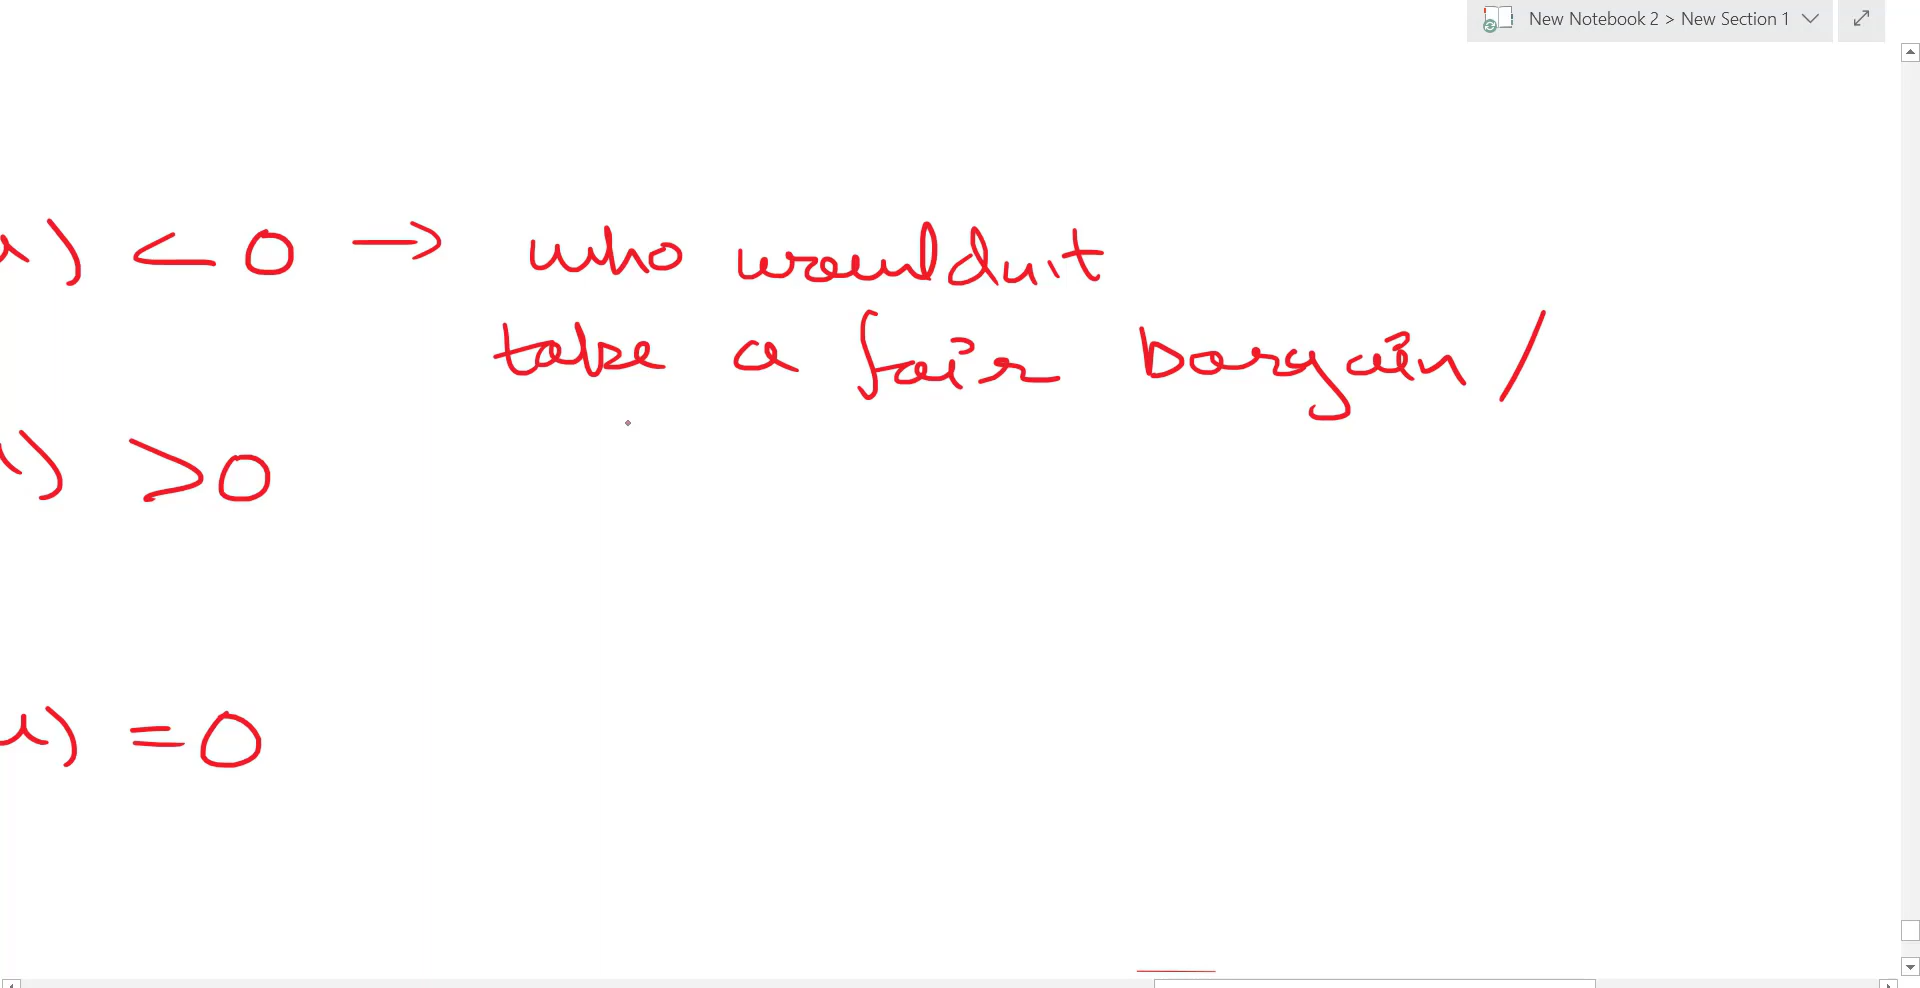 New Notebook 2 > New Section 1
x) < 0 → who wouldn't
take a fair bargain /
) > 0
x) = 0